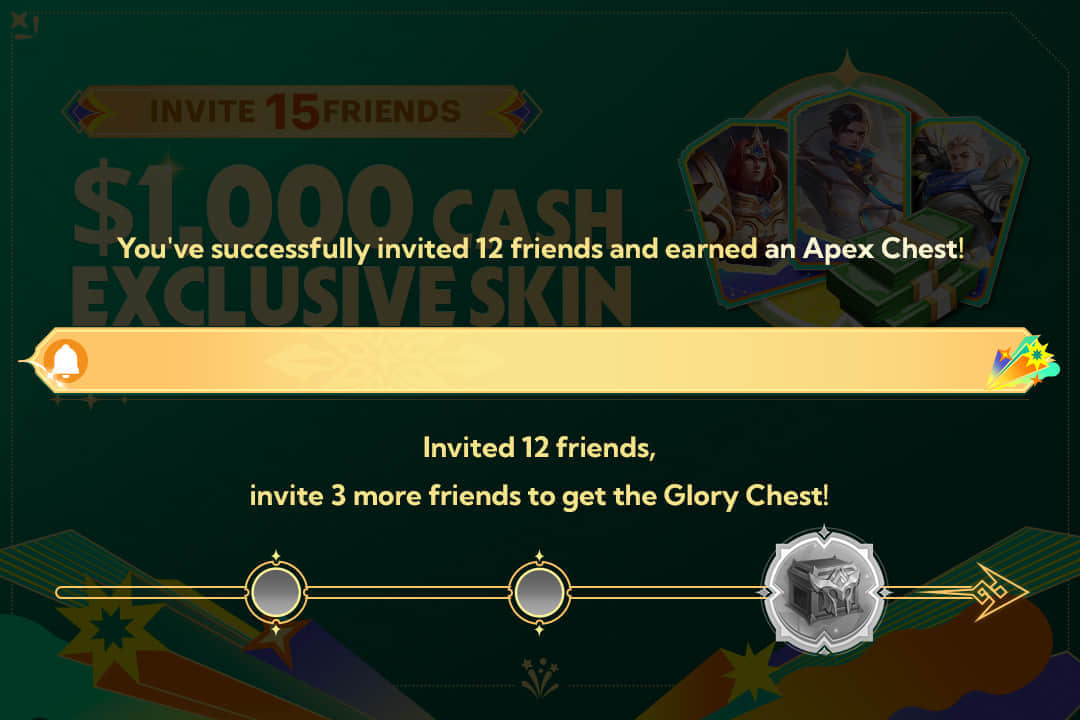 INVITE 15 FRIENDS
$1.000 CASH
EXCLUSIVE SKIN
You've successfully invited 12 friends and earned an Apex Chest!
Invited 12 friends,
invite 3 more friends to get the Glory Chest!